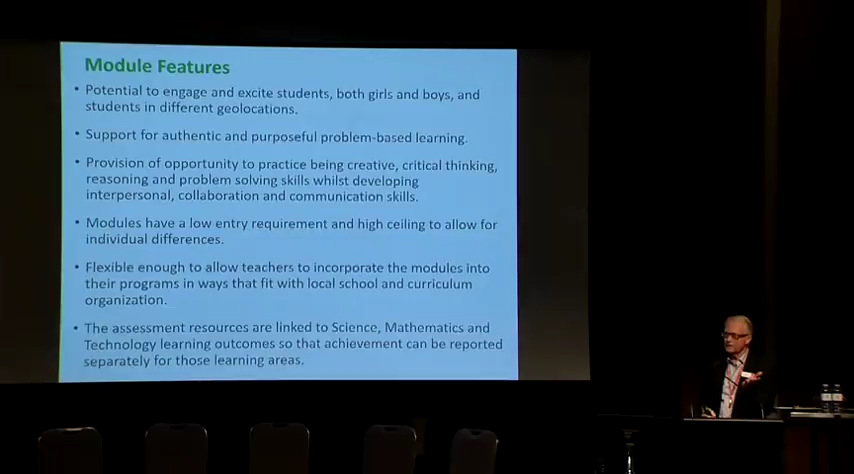 Module Features
• Potential to engage and excite students, both girls and boys, and
students in different geolocations.
• Support for authentic and purposeful problem-based learning.
• Provision of opportunity to practice being creative, critical thinking,
reasoning and problem solving skills whilst developing
interpersonal, collaboration and communication skills.
• Modules have a low entry requirement and high ceiling to allow for
individual differences.
• Flexible enough to allow teachers to incorporate the modules into
their programs in ways that fit with local school and curriculum
organization.
• The assessment resources are linked to Science, Mathematics and
Technology learning outcomes so that achievement can be reported
separately for those learning areas.